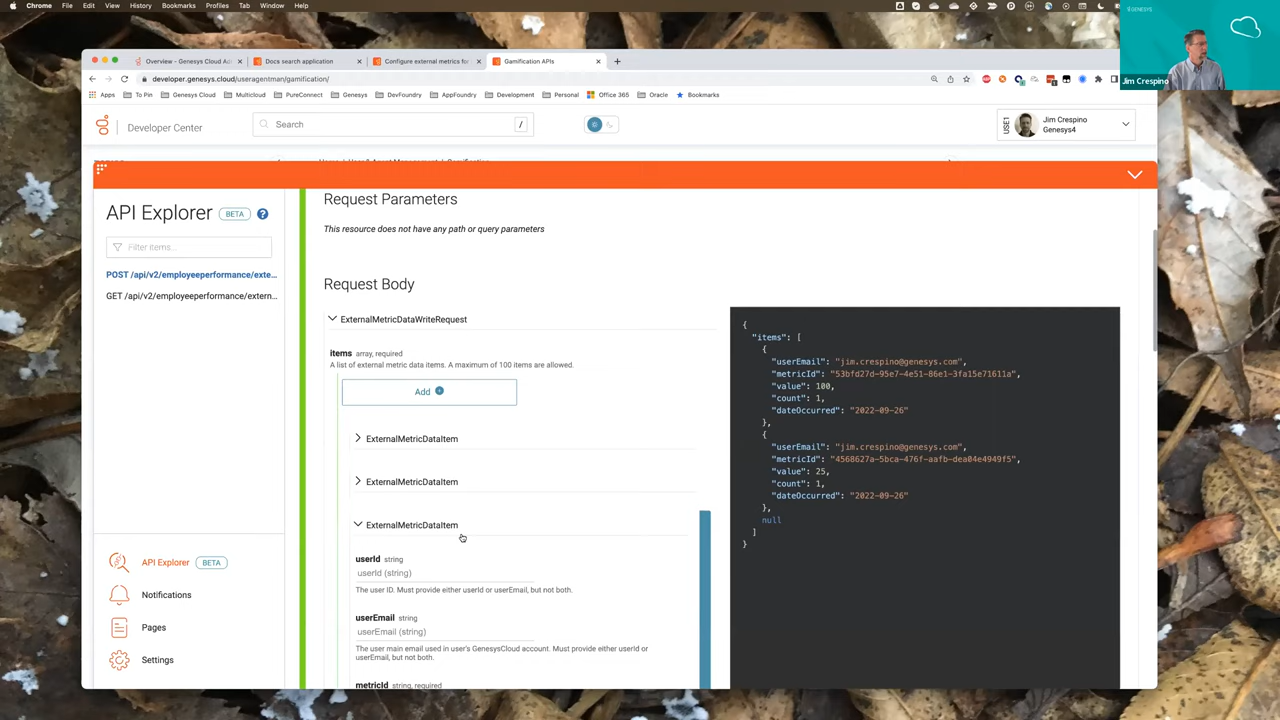 Chrome File Edit View History Bookmarks Profiles Tab Window Help
GENESYS
Jim Crespino
Overview - Genesys Cloud Ad
Docs search application
Configure external metrics for
Gamification APIs
developer.genesys.cloud/useragentman/gamification/
Apps To Pin Genesys Cloud Multicloud PureConnect Genesys DevFoundry AppFoundry Development Personal Office 365 Oracle Bookmarks
Developer Center
Search /
USE1
Jim Crespino
Genesys4
API Explorer BETA ?
Filter items...
POST /api/v2/employeeperformance/exte...
GET /api/v2/employeeperformance/extern...
API Explorer BETA
Notifications
Pages
Settings
Request Parameters
This resource does not have any path or query parameters
Request Body
ExternalMetricDataWriteRequest
items array, required
A list of external metric data items. A maximum of 100 items are allowed.
Add
ExternalMetricDataItem
ExternalMetricDataItem
ExternalMetricDataItem
userId string
userId (string)
The user ID. Must provide either userId or userEmail, but not both.
userEmail string
userEmail (string)
The user main email used in user's GenesysCloud account. Must provide either userId or
userEmail, but not both.
metricId string, required
{
"items": [
{
"userEmail": "jim.crespino@genesys.com",
"metricId": "53bfd27d-95e7-4e51-86e1-3fa15e71611a",
"value": 100,
"count": 1,
"dateOccurred": "2022-09-26"
},
{
"userEmail": "jim.crespino@genesys.com",
"metricId": "4568627a-5bca-476f-aafb-dea04e4949f5",
"value": 25,
"count": 1,
"dateOccurred": "2022-09-26"
},
null
]
}